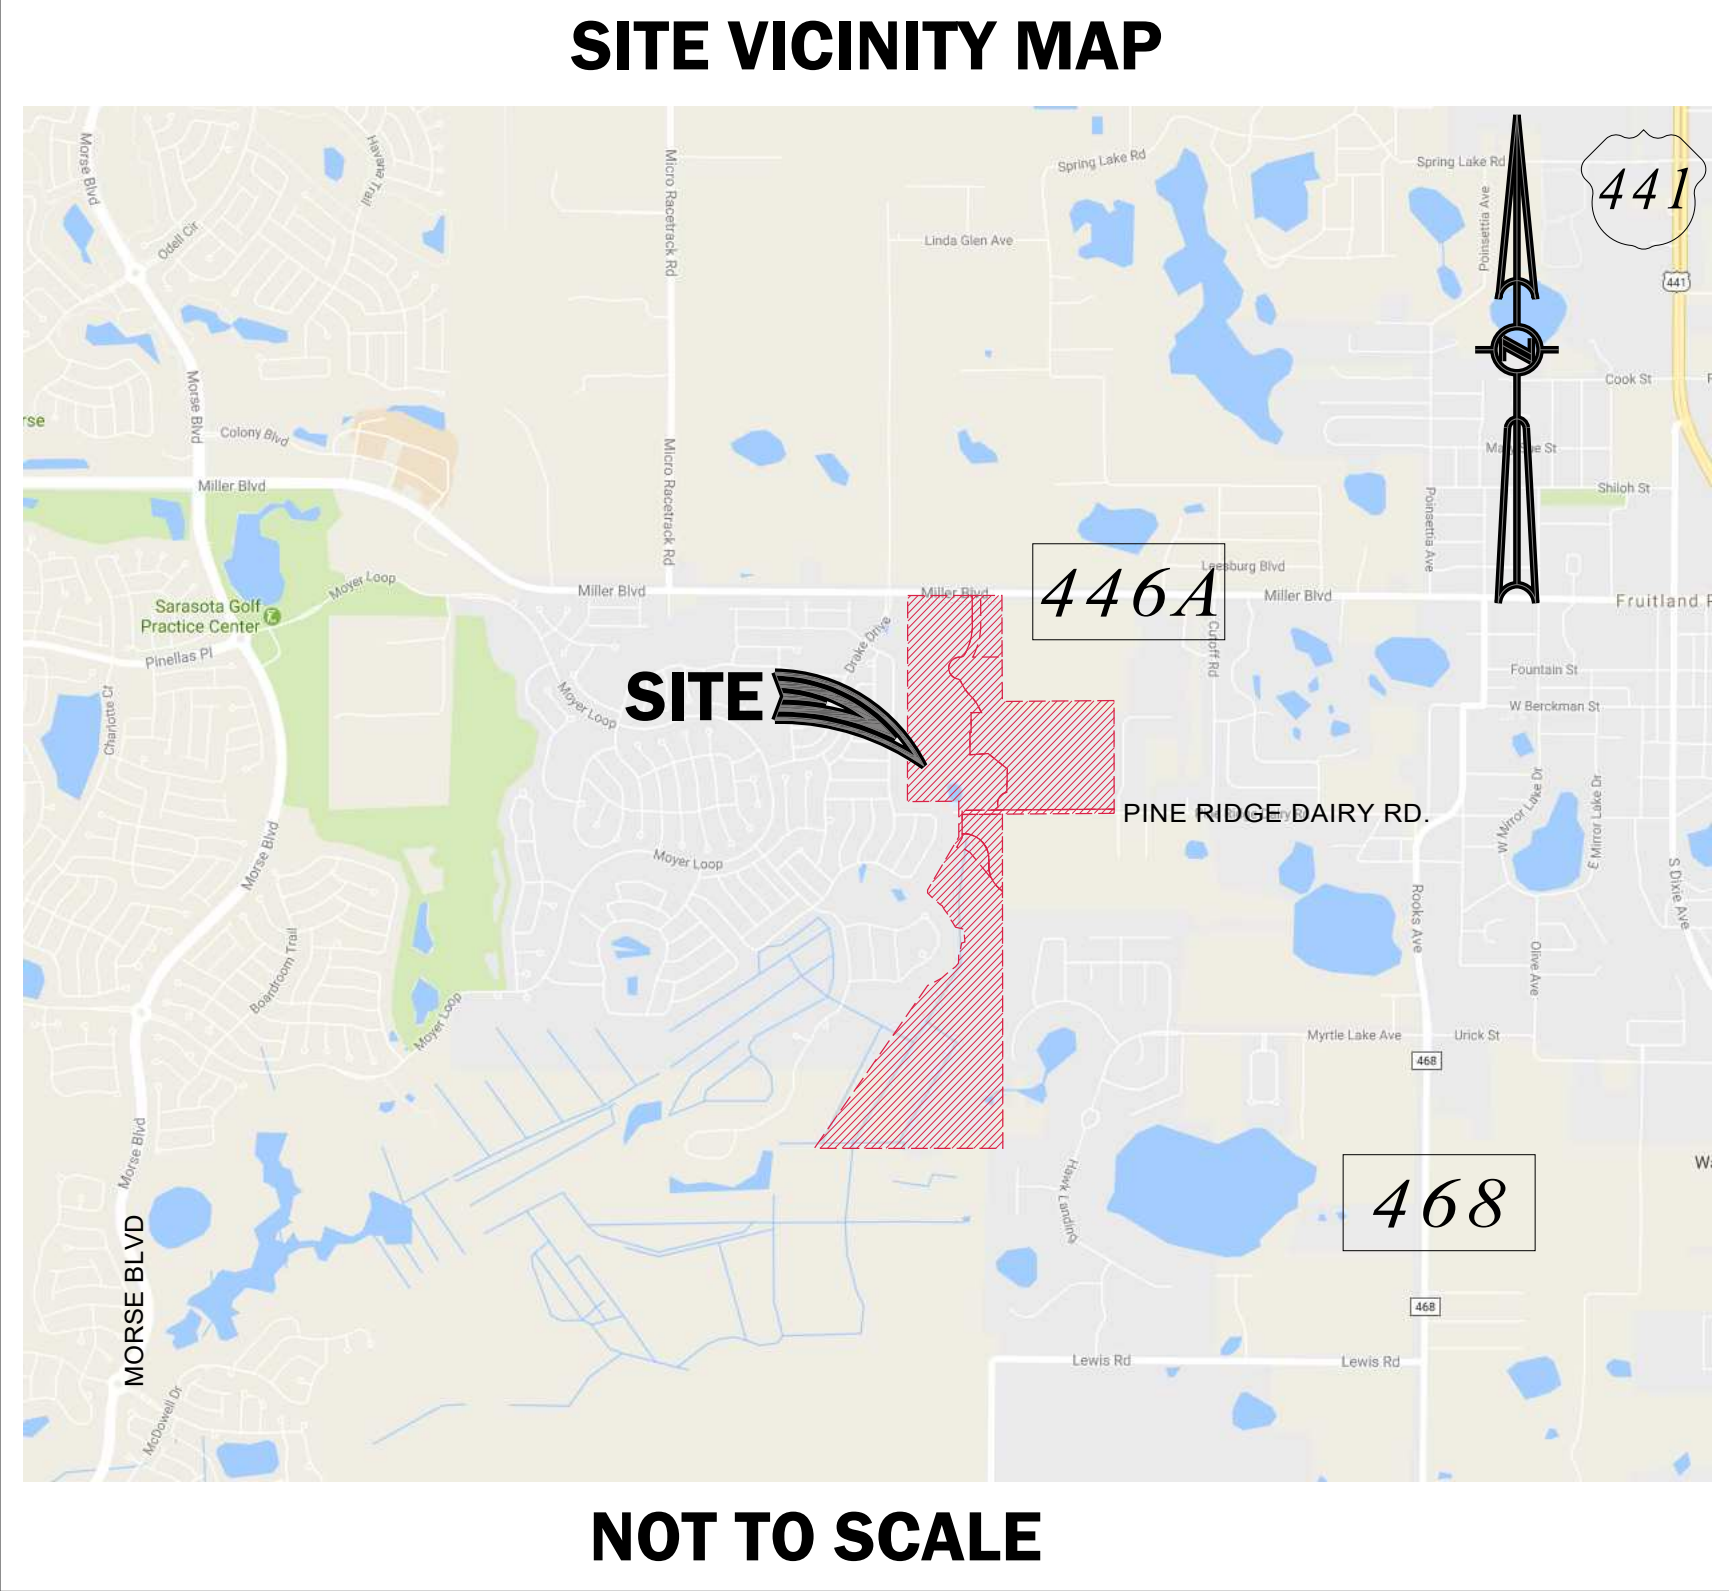 SITE VICINITY MAP
Morse Blvd
Havana Trail
Odell Cir
Micro Racetrack Rd
Spring Lake Rd
Spring Lake Rd
441
Linda Glen Ave
Poinsettia Ave
441
N
Morse Blvd
Cook St
rse
Colony Blvd
Micro Racetrack Rd
Miller Blvd
Shiloh St
Poinsettia Ave
Moyer Loop
Miller Blvd
Miller Blvd
446A
Leesburg Blvd
Miller Blvd
Fruitland P
Sarasota Golf
Practice Center
Pinellas Pl
Drake Drive
Cutoff Rd
Fountain St
SITE
Moyer Loop
Charlotte Ct
W Berckman St
W Mirror Lake Dr
E Mirror Lake Dr
PINE RIDGE DAIRY RD.
Morse Blvd
Moyer Loop
Rooks Ave
S Dixie Ave
Boardroom Trail
Olive Ave
Moyer Loop
Myrtle Lake Ave
Urick St
468
Morse Blvd
Hawk Landing
468
Wa
MORSE BLVD
468
Lewis Rd
Lewis Rd
McDowell Dr
NOT TO SCALE